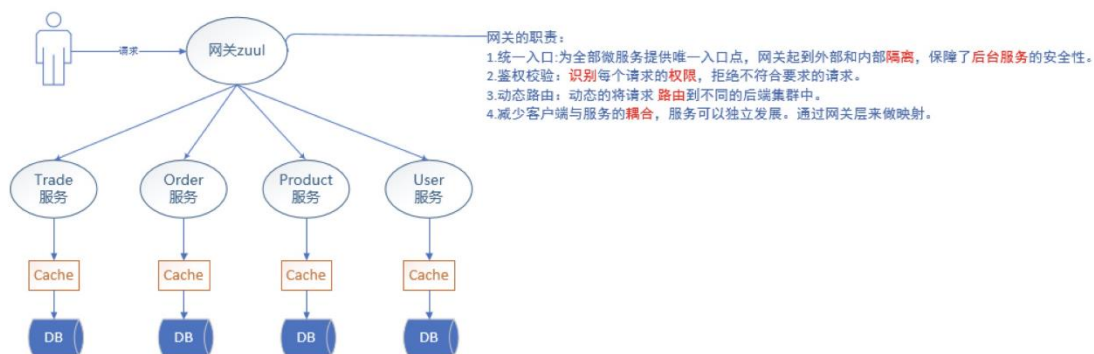 请求
网关zuul
网关的职责：
1.统一入口:为全部微服务提供唯一入口点，网关起到外部和内部隔离，保障了后台服务的安全性。
2.鉴权校验：识别每个请求的权限，拒绝不符合要求的请求。
3.动态路由：动态的将请求 路由到不同的后端集群中。
4.减少客户端与服务的耦合，服务可以独立发展。通过网关层来做映射。
Trade
服务
Order
服务
Product
服务
User
服务
Cache
Cache
Cache
Cache
DB
DB
DB
DB